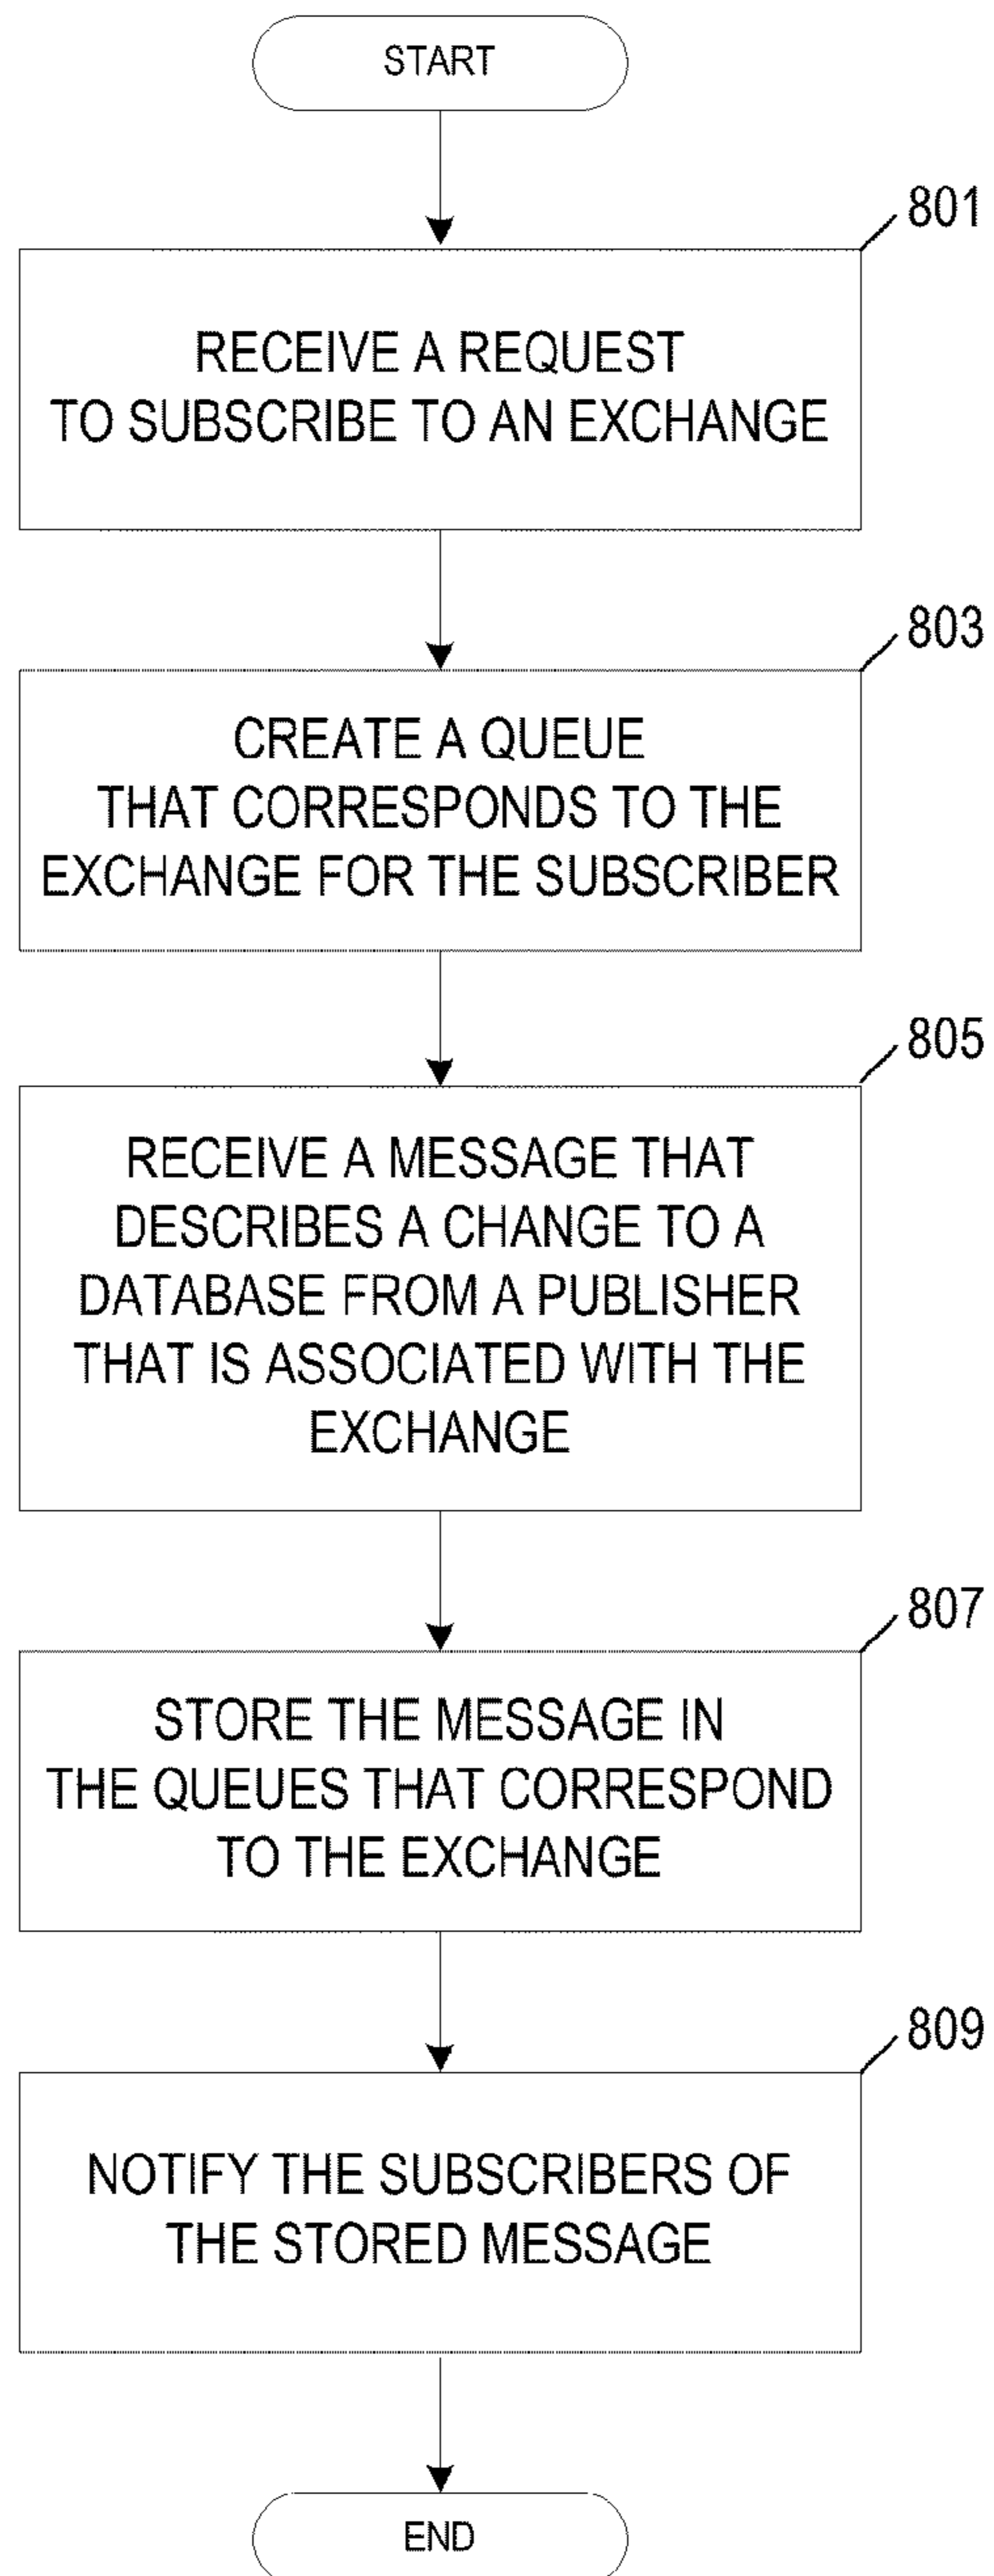 START
801
RECEIVE A REQUEST
TO SUBSCRIBE TO AN EXCHANGE
803
CREATE A QUEUE
THAT CORRESPONDS TO THE
EXCHANGE FOR THE SUBSCRIBER
805
RECEIVE A MESSAGE THAT
DESCRIBES A CHANGE TO A
DATABASE FROM A PUBLISHER
THAT IS ASSOCIATED WITH THE
EXCHANGE
807
STORE THE MESSAGE IN
THE QUEUES THAT CORRESPOND
TO THE EXCHANGE
809
NOTIFY THE SUBSCRIBERS OF
THE STORED MESSAGE
END